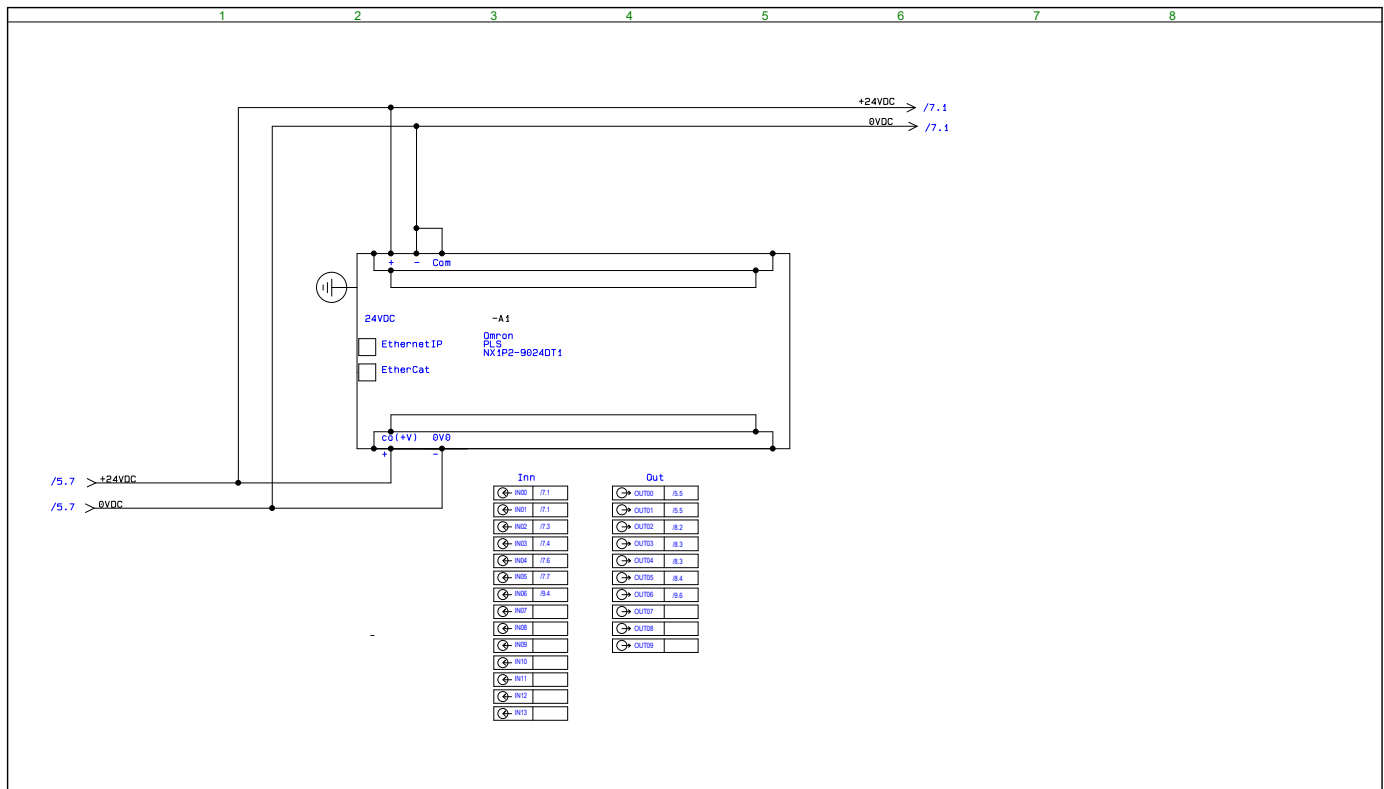 1 2 3 4 5 6 7 8
+24VDC /7.1
0VDC /7.1
+ - Com
24VDC -A1
Omron
PLS
NX1P2-9024DT1
EthernetIP
EtherCat
co(+V) 0V0
+ -
/5.7 +24VDC
/5.7 0VDC
Inn Out
IN00 /7.1 OUT00 /5.5
IN01 /7.1 OUT01 /5.5
IN02 /7.3 OUT02 /8.2
IN03 /7.4 OUT03 /8.3
IN04 /7.6 OUT04 /8.3
IN05 /7.7 OUT05 /8.4
IN06 /9.4 OUT06 /9.6
IN07 OUT07
IN08 OUT08
IN09 OUT09
IN10
IN11
IN12
IN13
-